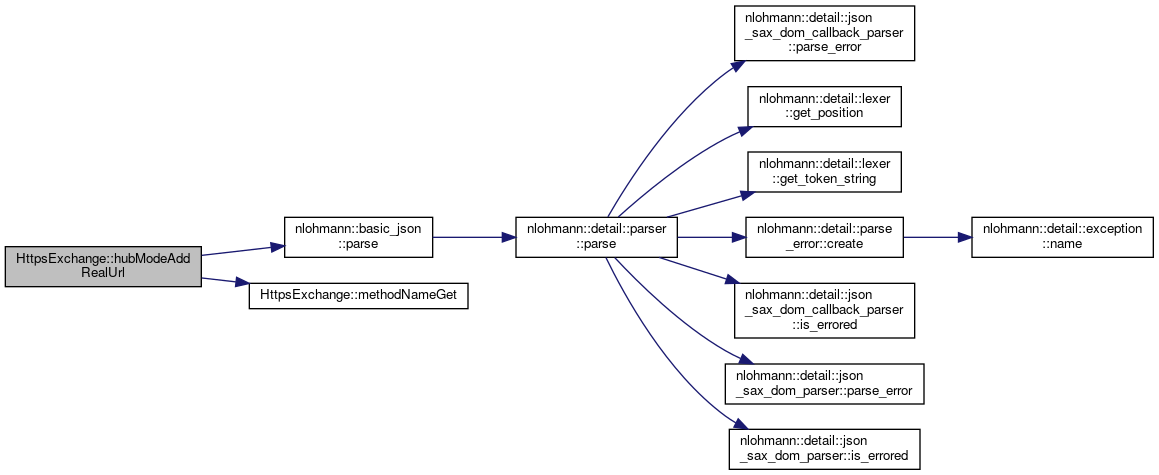 HttpsExchange::hubModeAdd
RealUrl
nlohmann::basic_json
::parse
HttpsExchange::methodNameGet
nlohmann::detail::parser
::parse
nlohmann::detail::json
_sax_dom_callback_parser
::parse_error
nlohmann::detail::lexer
::get_position
nlohmann::detail::lexer
::get_token_string
nlohmann::detail::parse
_error::create
nlohmann::detail::json
_sax_dom_callback_parser
::is_errored
nlohmann::detail::json
_sax_dom_parser::parse_error
nlohmann::detail::json
_sax_dom_parser::is_errored
nlohmann::detail::exception
::name